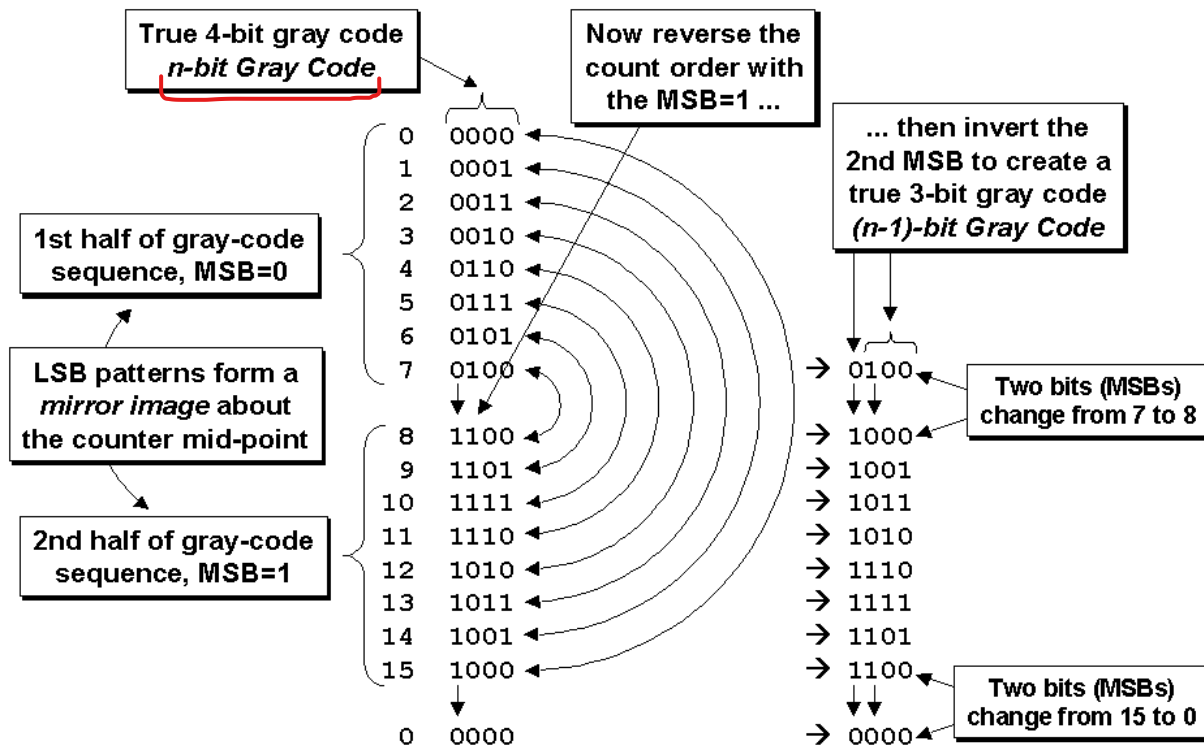 True 4-bit gray code
n-bit Gray Code
Now reverse the
count order with
the MSB=1 ...
... then invert the
2nd MSB to create a
true 3-bit gray code
(n-1)-bit Gray Code
1st half of gray-code
sequence, MSB=0
LSB patterns form a
mirror image about
the counter mid-point
2nd half of gray-code
sequence, MSB=1
0 0000
1 0001
2 0011
3 0010
4 0110
5 0111
6 0101
7 0100 → 0100
8 1100 → 1000
9 1101 → 1001
10 1111 → 1011
11 1110 → 1010
12 1010 → 1110
13 1011 → 1111
14 1001 → 1101
15 1000 → 1100
0 0000 → 0000
Two bits (MSBs)
change from 7 to 8
Two bits (MSBs)
change from 15 to 0